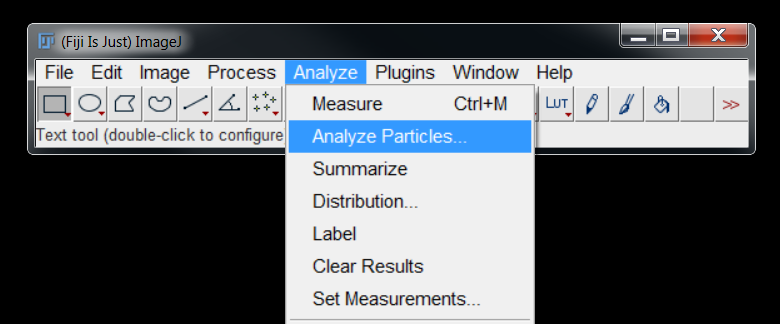 (Fiji Is Just) ImageJ
File Edit Image Process Analyze Plugins Window Help
LUT >>
Text tool (double-click to configure
Measure Ctrl+M
Analyze Particles...
Summarize
Distribution...
Label
Clear Results
Set Measurements...